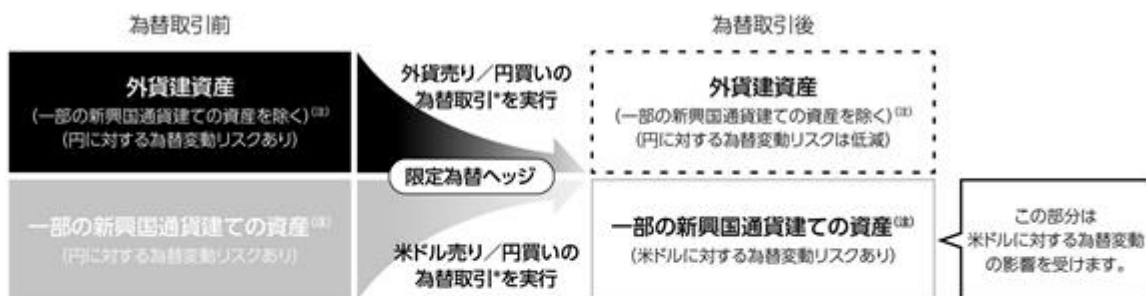 為替取引前
為替取引後
外貨建資産
(一部の新興国通貨建ての資産を除く)(注)
(円に対する為替変動リスクあり)
外貨売り/円買いの
為替取引*を実行
外貨建資産
(一部の新興国通貨建ての資産を除く)(注)
(円に対する為替変動リスクは低減)
限定為替ヘッジ
一部の新興国通貨建ての資産(注)
(円に対する為替変動リスクあり)
米ドル売り/円買いの
為替取引*を実行
一部の新興国通貨建ての資産(注)
(米ドルに対する為替変動リスクあり)
この部分は
米ドルに対する為替変動
の影響を受けます。